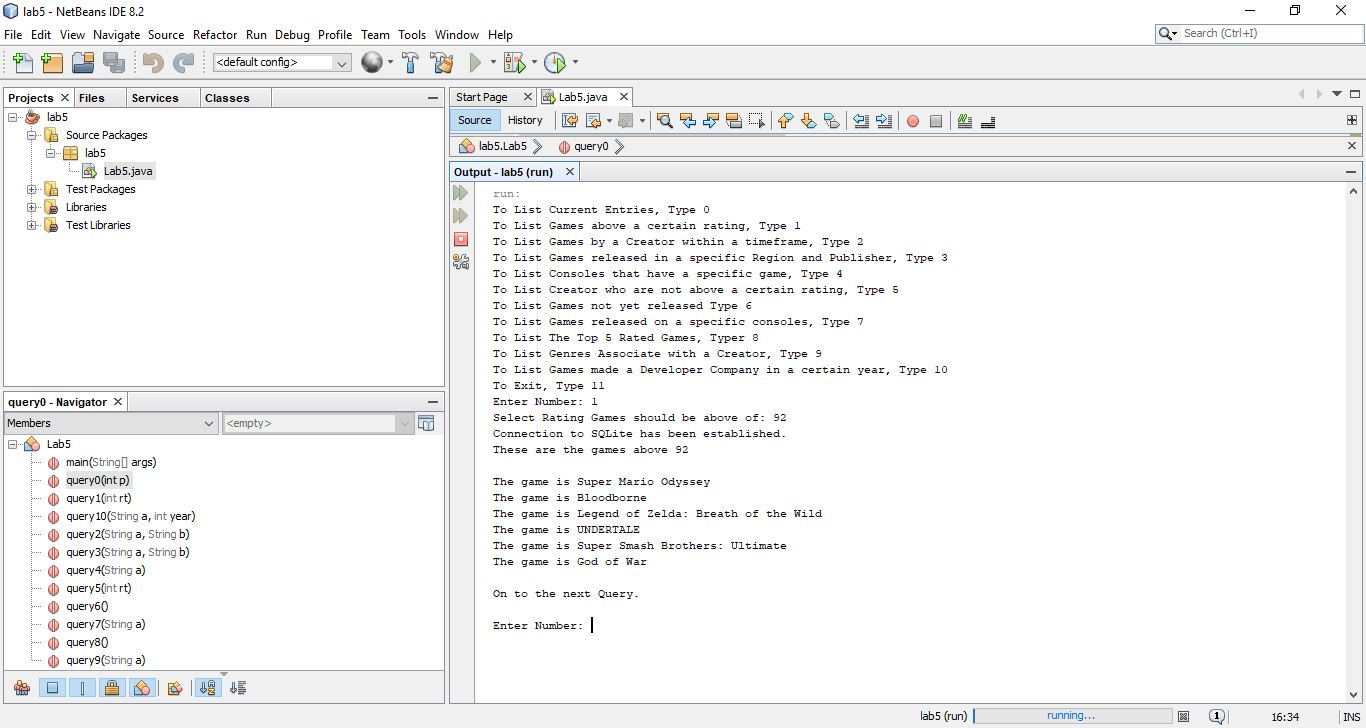 lab5 - NetBeans IDE 8.2
File Edit View Navigate Source Refactor Run Debug Profile Team Tools Window Help
Search (Ctrl+I)
<default config>
Projects Files Services Classes
lab5
Source Packages
lab5
Lab5.java
Test Packages
Libraries
Test Libraries
query0 - Navigator
Members <empty>
Lab5
main(String[] args)
query0(int p)
query1(int rt)
query10(String a, int year)
query2(String a, String b)
query3(String a, String b)
query4(String a)
query5(int rt)
query6()
query7(String a)
query8()
query9(String a)
Start Page Lab5.java
Source History
lab5.Lab5 query0
Output - lab5 (run)
run:
To List Current Entries, Type 0
To List Games above a certain rating, Type 1
To List Games by a Creator within a timeframe, Type 2
To List Games released in a specific Region and Publisher, Type 3
To List Consoles that have a specific game, Type 4
To List Creator who are not above a certain rating, Type 5
To List Games not yet released Type 6
To List Games released on a specific consoles, Type 7
To List The Top 5 Rated Games, Typer 8
To List Genres Associate with a Creator, Type 9
To List Games made a Developer Company in a certain year, Type 10
To Exit, Type 11
Enter Number: 1
Select Rating Games should be above of: 92
Connection to SQLite has been established.
These are the games above 92
The game is Super Mario Odyssey
The game is Bloodborne
The game is Legend of Zelda: Breath of the Wild
The game is UNDERTALE
The game is Super Smash Brothers: Ultimate
The game is God of War
On to the next Query.
Enter Number:
lab5 (run) running... 1 16:34 INS